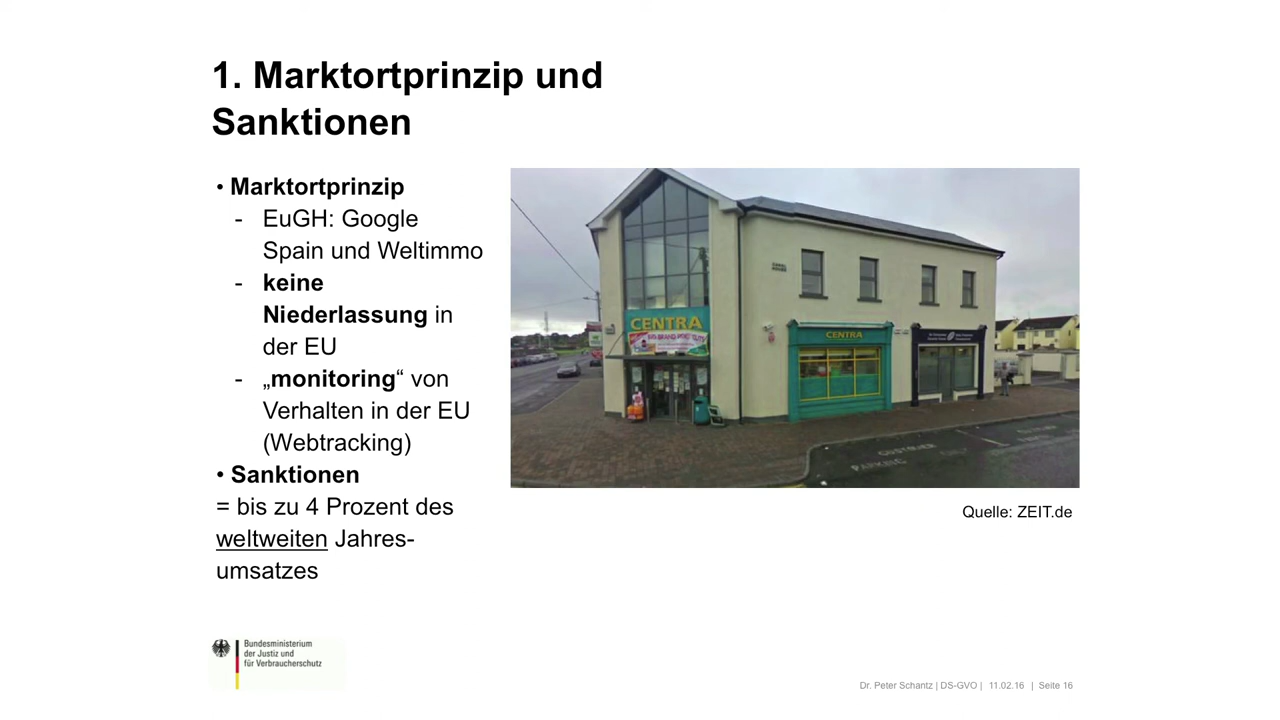 1. Marktortprinzip und
Sanktionen
• Marktortprinzip
- EuGH: Google
Spain und Weltimmo
- keine
Niederlassung in
der EU
- „monitoring“ von
Verhalten in der EU
(Webtracking)
• Sanktionen
= bis zu 4 Prozent des
weltweiten Jahres-
umsatzes
CENTRA
CENTRA
CUSTOMER
PARKING
Quelle: ZEIT.de
Bundesministerium
der Justiz und
für Verbraucherschutz
Dr. Peter Schantz | DS-GVO | 11.02.16 | Seite 16